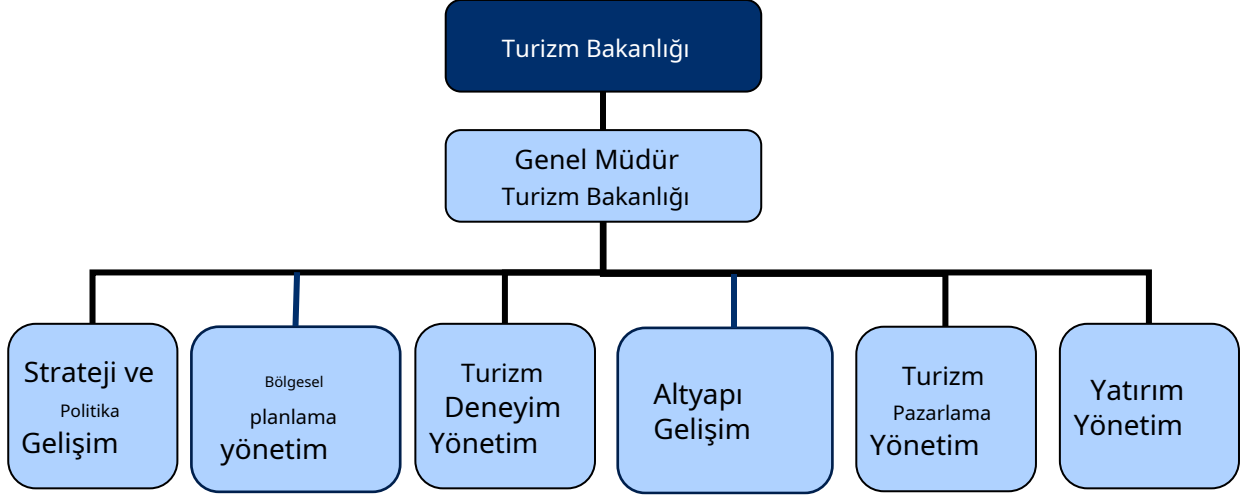 Turizm Bakanlığı
Genel Müdür
Turizm Bakanlığı
Strateji ve
Politika
Gelişim
Bölgesel
planlama
yönetim
Turizm
Deneyim
Yönetim
Altyapı
Gelişim
Turizm
Pazarlama
Yönetim
Yatırım
Yönetim